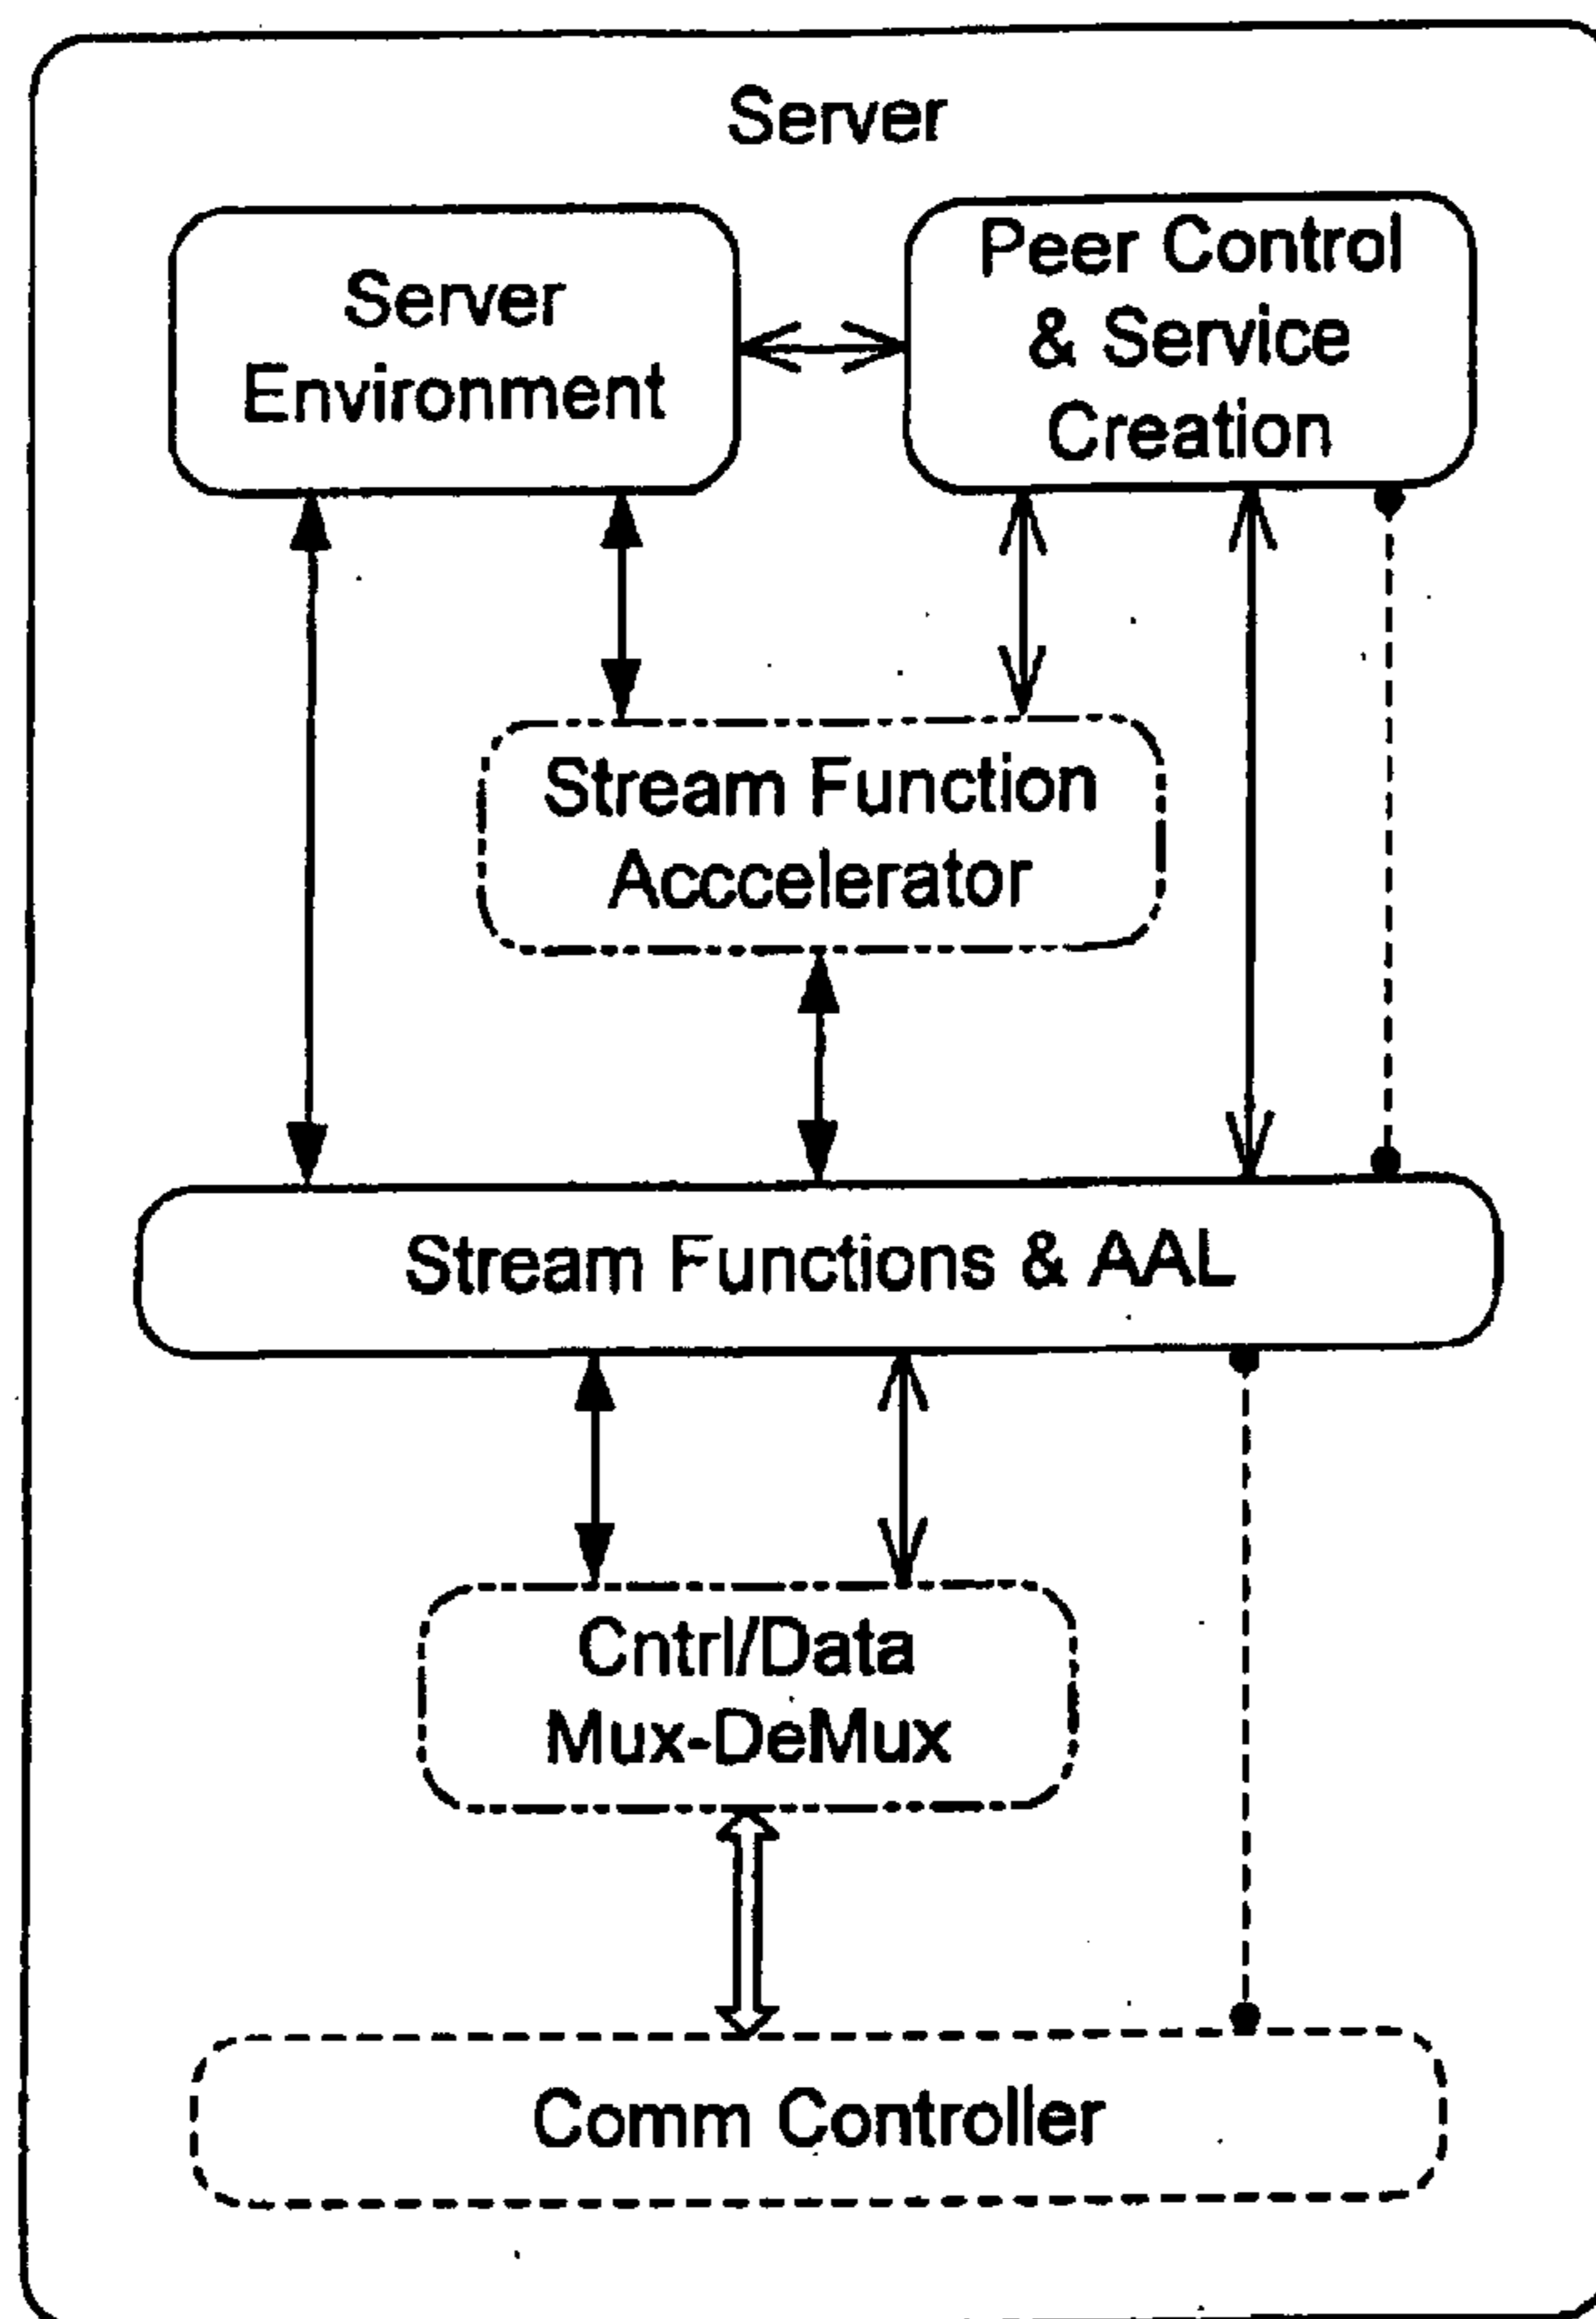 Server
Server
Environment
Peer Control
& Service
Creation
Stream Function
Acccelerator
Stream Functions & AAL
Cntrl/Data
Mux-DeMux
Comm Controller